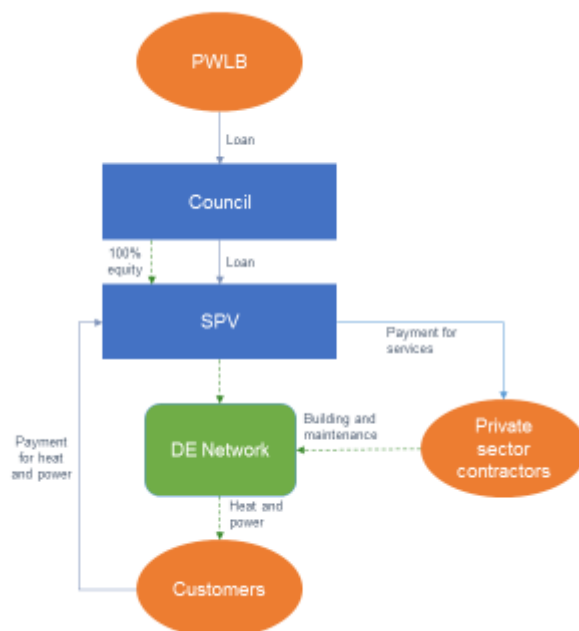 PWLB
Loan
Council
100%
equity
Loan
SPV
Payment for
services
Building and
maintenance
Private
sector
contractors
DE Network
Payment
for heat
and power
Heat and
power
Customers